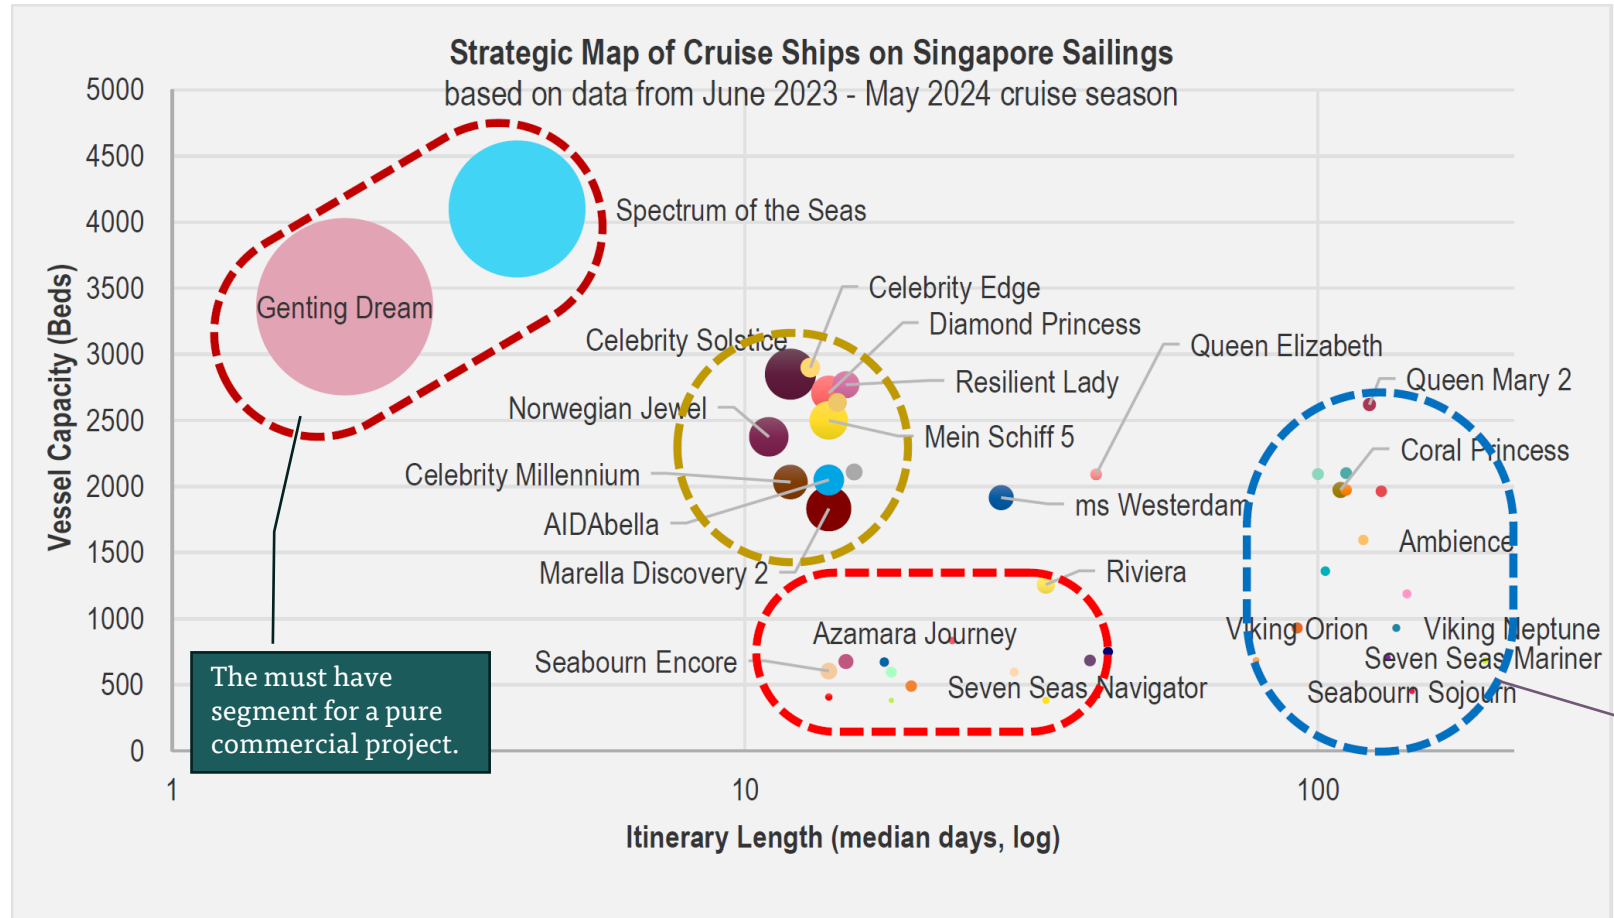 Strategic Map of Cruise Ships on Singapore Sailings
based on data from June 2023 - May 2024 cruise season
Vessel Capacity (Beds)
5000
4500
4000
3500
3000
2500
2000
1500
1000
500
0
Spectrum of the Seas
Genting Dream
Celebrity Edge
Diamond Princess
Celebrity Solstice
Queen Elizabeth
Resilient Lady
Queen Mary 2
Norwegian Jewel
Mein Schiff 5
Coral Princess
Celebrity Millennium
ms Westerdam
AIDAbella
Ambience
Marella Discovery 2
Riviera
Azamara Journey
Viking Orion
Viking Neptune
Seabourn Encore
Seven Seas Mariner
Seven Seas Navigator
Seabourn Sojourn
The must have
segment for a pure
commercial project.
1
10
100
Itinerary Length (median days, log)